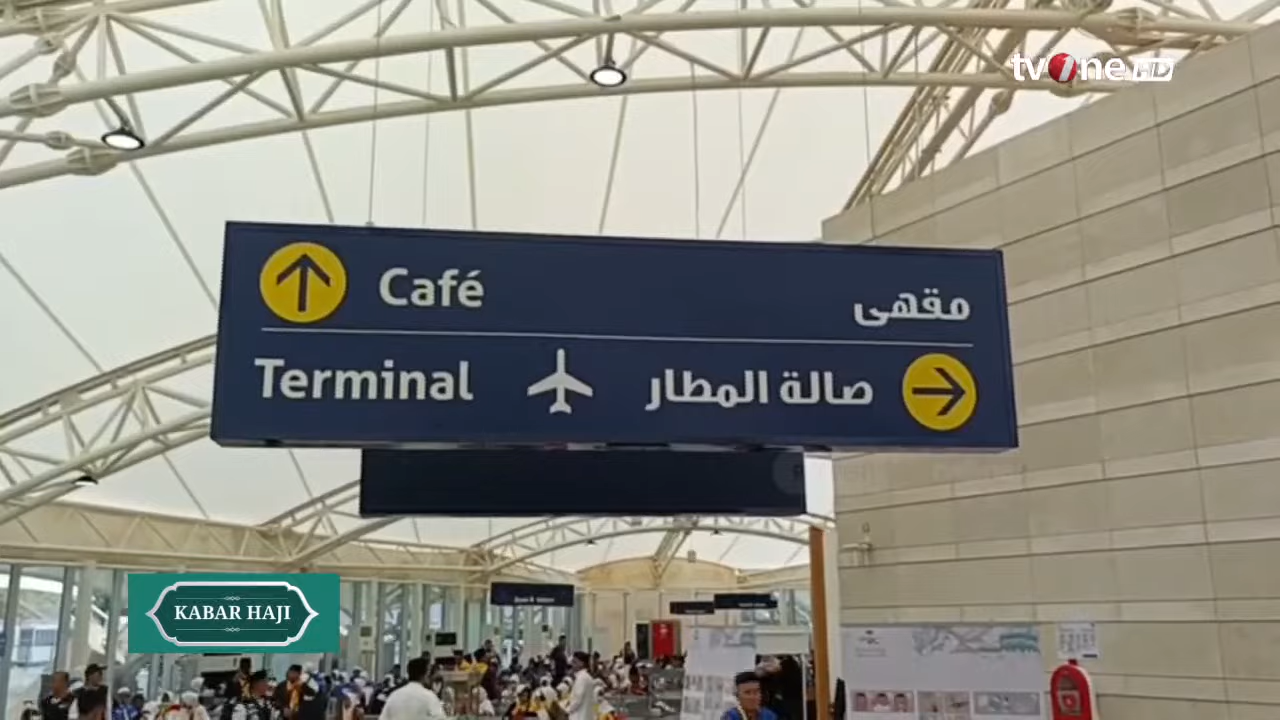 tvOne HD
Café
مقهى
Terminal
صالة المطار
KABAR HAJI